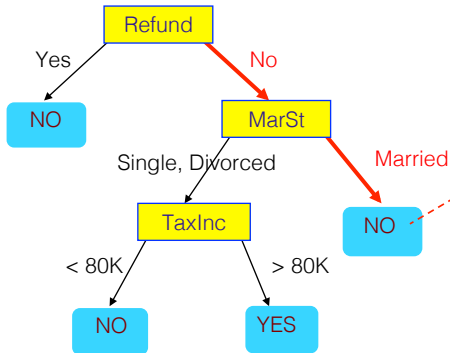 Refund
Yes
No
NO
MarSt
Single, Divorced
Married
TaxInc
NO
< 80K
> 80K
NO
YES